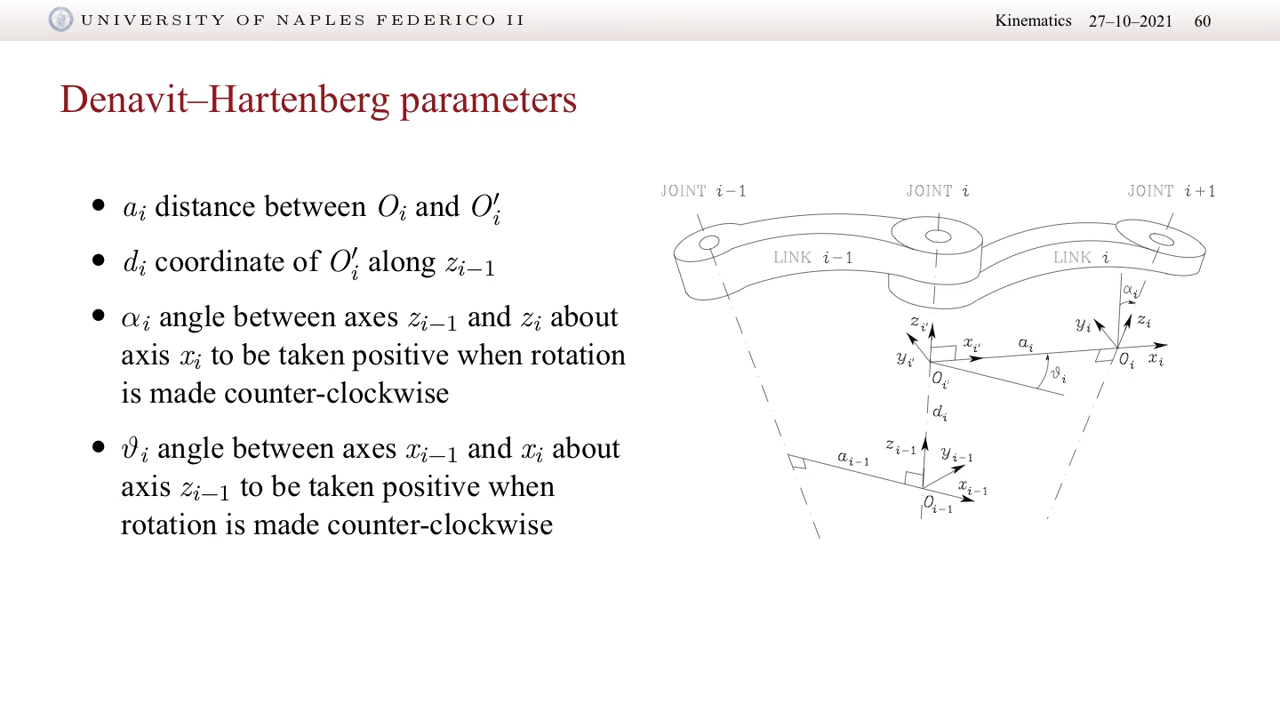 UNIVERSITY OF NAPLES FEDERICO II
Kinematics 27–10–2021 60
Denavit–Hartenberg parameters
• aᵢ distance between Oᵢ and O′ᵢ
• dᵢ coordinate of O′ᵢ along zᵢ₋₁
• αᵢ angle between axes zᵢ₋₁ and zᵢ about
axis xᵢ to be taken positive when rotation
is made counter-clockwise
• ϑᵢ angle between axes xᵢ₋₁ and xᵢ about
axis zᵢ₋₁ to be taken positive when
rotation is made counter-clockwise
JOINT i−1
JOINT i
JOINT i+1
LINK i−1
LINK i
αᵢ
zᵢ′
yᵢ
zᵢ
xᵢ′
aᵢ
yᵢ′
Oᵢ
xᵢ
Oᵢ′
ϑᵢ
dᵢ
zᵢ₋₁
yᵢ₋₁
aᵢ₋₁
xᵢ₋₁
Oᵢ₋₁